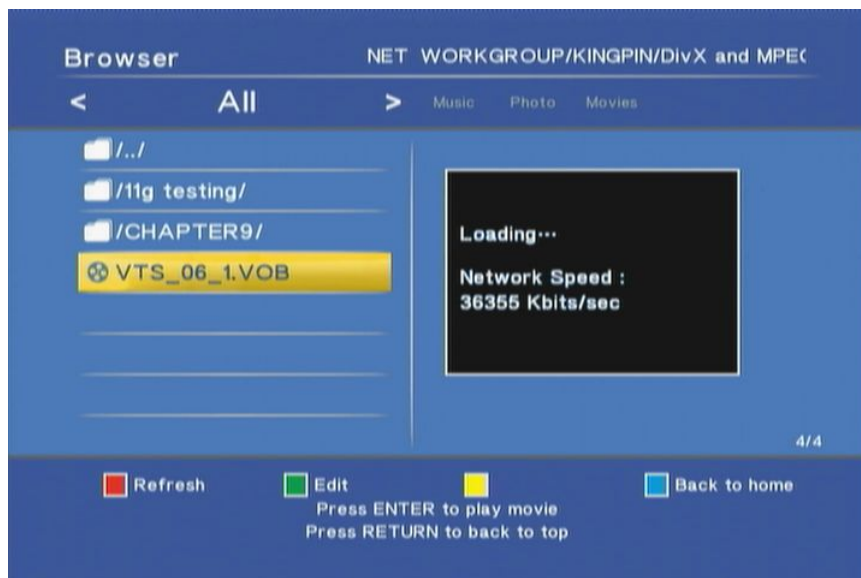 Browser
NET WORKGROUP/KINGPIN/DivX and MPE(
< All >
Music Photo Movies
/../
/11g testing/
/CHAPTER9/
VTS_06_1.VOB
Loading...
Network Speed :
36355 Kbits/sec
4/4
Refresh
Edit
Back to home
Press ENTER to play movie
Press RETURN to back to top